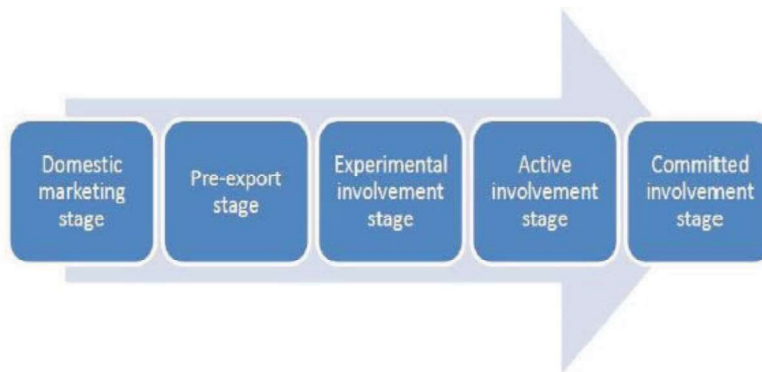 Domestic
marketing
stage
Pre-export
stage
Experimental
involvement
stage
Active
involvement
stage
Committed
involvement
stage